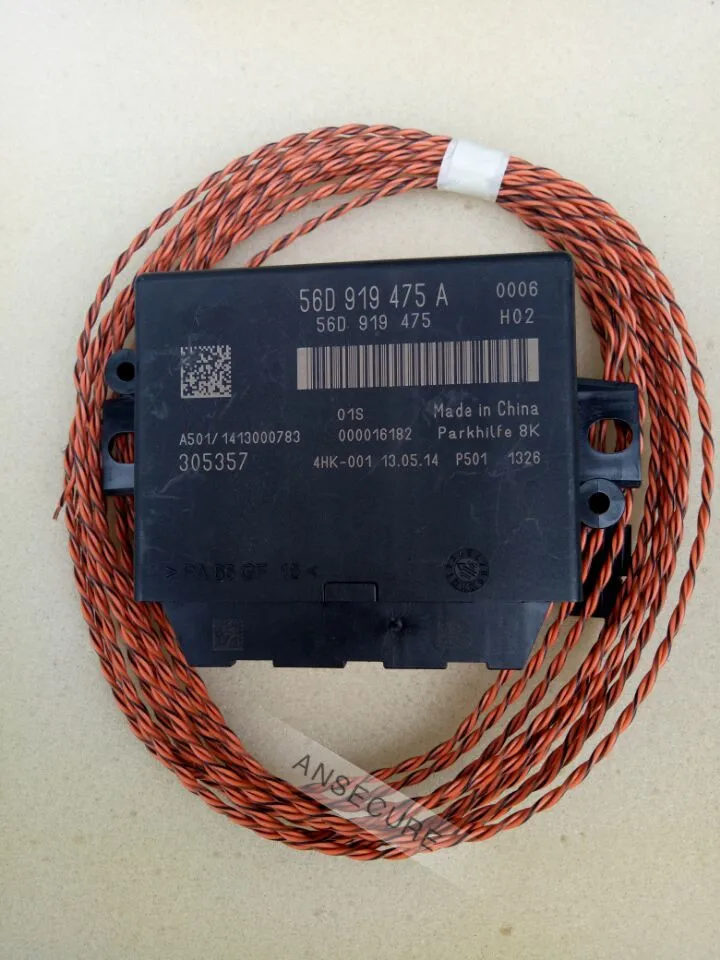 56D 919 475 A 0006
56D 919 475 H02
01S Made in China
A501/1413000783 000016182 Parkhilfe 8K
305357 4HK-001 13.05.14 P501 1326
ANSECURE